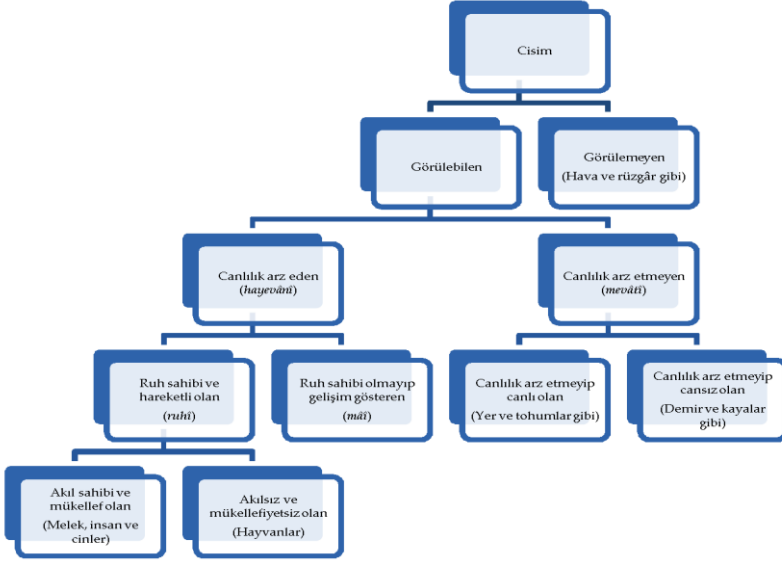 Cisim
Görülebilen
Görülemeyen
(Hava ve rüzgâr gibi)
Canlılık arz eden
(hayevânî)
Canlılık arz etmeyen
(mevâtî)
Ruh sahibi ve
hareketli olan
(ruhî)
Ruh sahibi olmayıp
gelişim gösteren
(mâî)
Canlılık arz etmeyip
canlı olan
(Yer ve tohumlar gibi)
Canlılık arz etmeyip
cansız olan
(Demir ve kayalar
gibi)
Akıl sahibi ve
mükellef olan
(Melek, insan ve
cinler)
Akılsız ve
mükellefiyetsiz olan
(Hayvanlar)